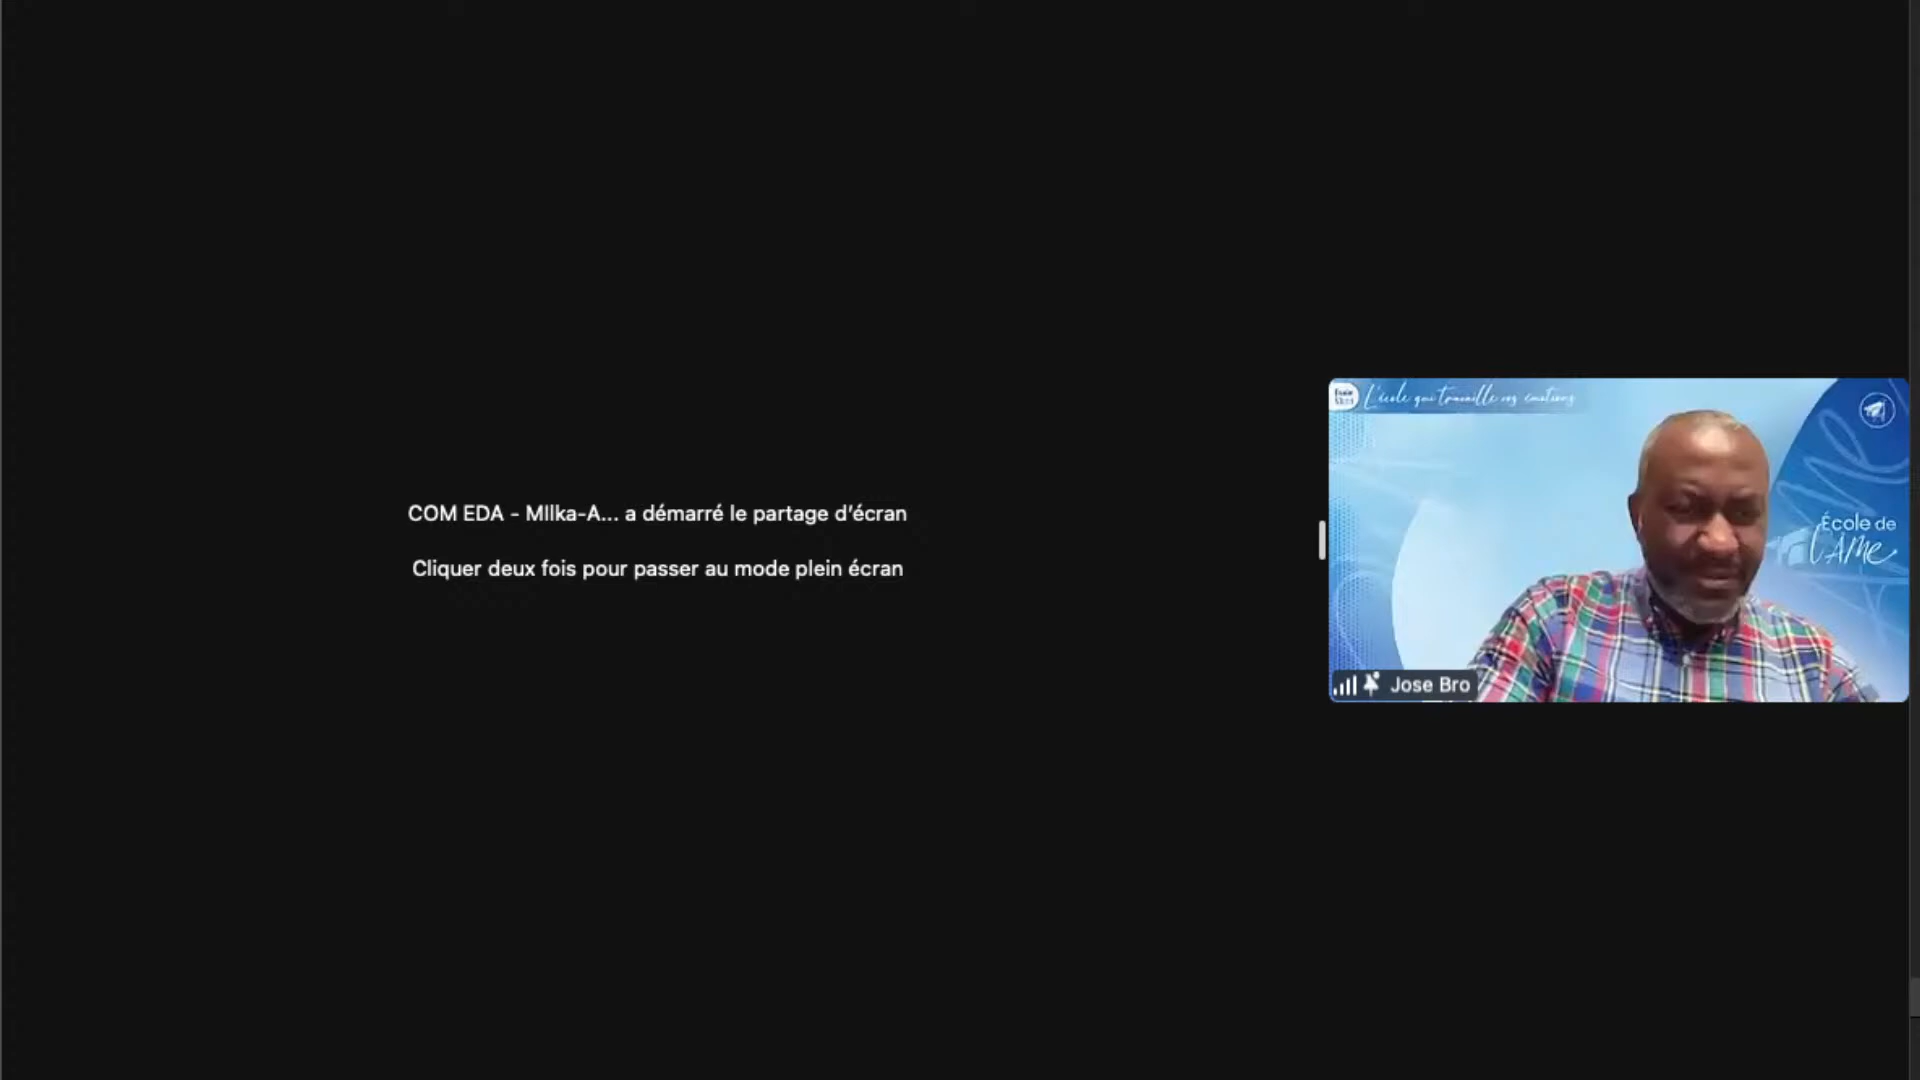 COM EDA - MIlka-A... a démarré le partage d'écran
Cliquer deux fois pour passer au mode plein écran
L'école qui travaille vos émotions
École de
l'Âme
Jose Bro